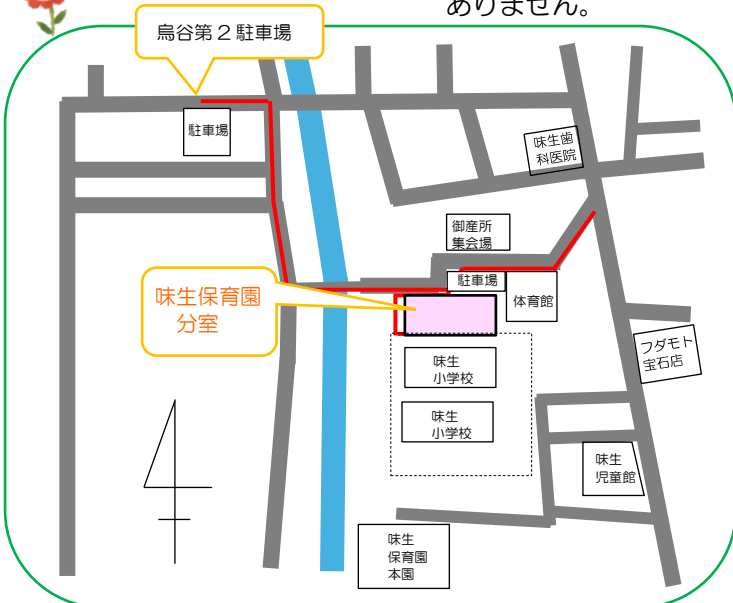 ありません。
烏谷第2駐車場
駐車場
味生歯
科医院
御産所
集会場
駐車場
体育館
味生保育園
分室
味生
小学校
フダモト
宝石店
味生
小学校
味生
児童館
味生
保育園
本園